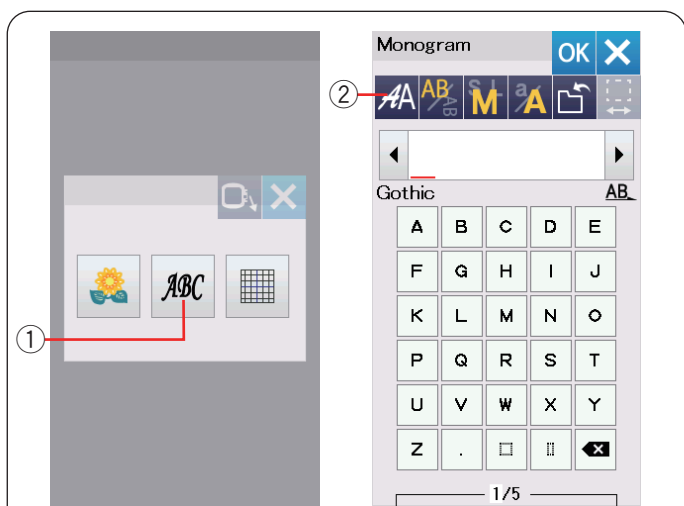 Monogram
OK
② AA AB AB S M L a A
Gothic AB
A B C D E
F G H I J
ABC
K L M N O
①
P Q R S T
U V W X Y
Z .
1/5